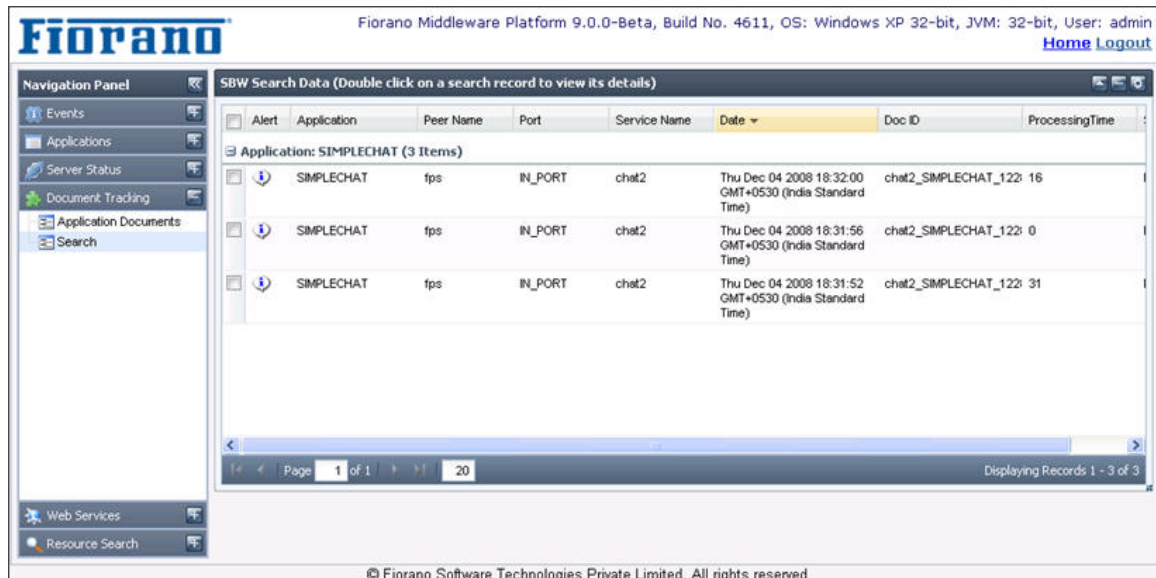 Fiorano
Fiorano Middleware Platform 9.0.0-Beta, Build No. 4611, OS: Windows XP 32-bit, JVM: 32-bit, User: admin
Home Logout
Navigation Panel
Events
Applications
Server Status
Document Tracking
Application Documents
Search
Web Services
Resource Search
SBW Search Data (Double click on a search record to view its details)
Alert Application Peer Name Port Service Name Date Doc ID ProcessingTime
Application: SIMPLECHAT (3 Items)
SIMPLECHAT fps IN_PORT chat2 Thu Dec 04 2008 18:32:00 chat2_SIMPLECHAT_122 16
GMT+0530 (India Standard
Time)
SIMPLECHAT fps IN_PORT chat2 Thu Dec 04 2008 18:31:56 chat2_SIMPLECHAT_122 0
GMT+0530 (India Standard
Time)
SIMPLECHAT fps IN_PORT chat2 Thu Dec 04 2008 18:31:52 chat2_SIMPLECHAT_122 31
GMT+0530 (India Standard
Time)
Page 1 of 1 20
Displaying Records 1 - 3 of 3
© Fiorano Software Technologies Private Limited. All rights reserved